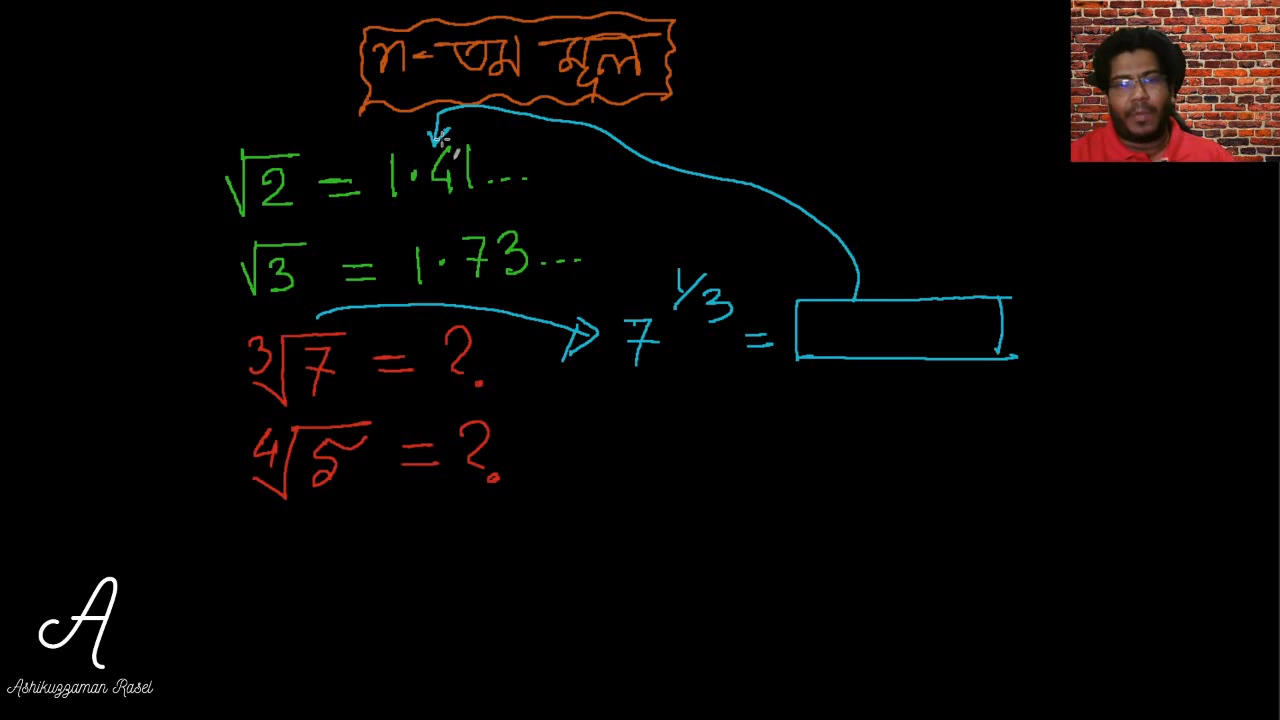 n-তম মূল
√2 = 1.41...
√3 = 1.73...
∛7 = ? 7^1/3 =
∜5 = ?
A
Ashikuzzaman Rasel